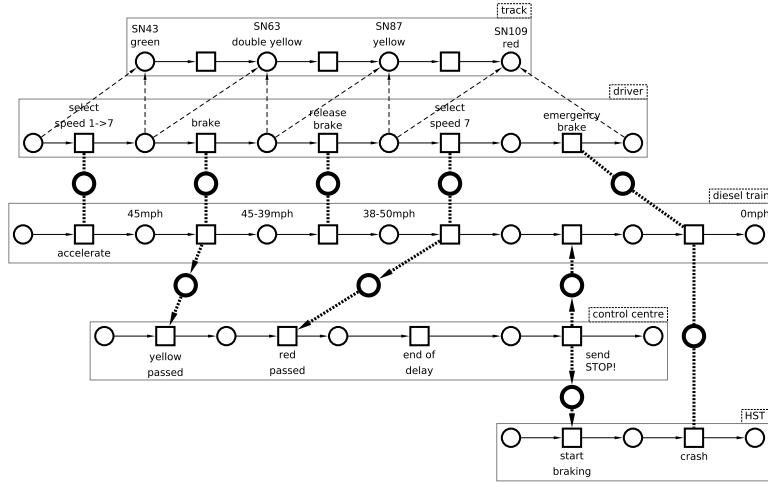 track
SN43
green
SN63
double yellow
SN87
yellow
SN109
red
driver
select
speed 1->7
brake
release
brake
select
speed 7
emergency
brake
diesel train
45mph
45-39mph
38-50mph
0mph
accelerate
control centre
yellow
passed
red
passed
end of
delay
send
STOP!
HST
start
braking
crash